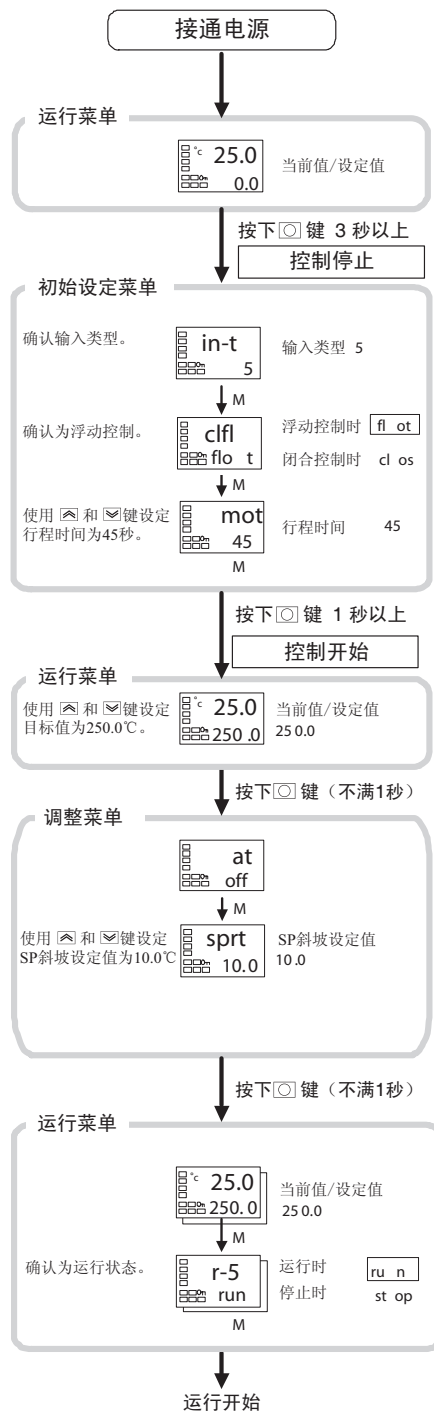 接通电源
运行菜单
°c 25.0
0.0
当前值/设定值
按下 键 3 秒以上
控制停止
初始设定菜单
确认输入类型。
in-t
5
输入类型 5
M
确认为浮动控制。
clfl
flo t
浮动控制时 fl ot
闭合控制时 cl os
M
使用 和 键设定
行程时间为45秒。
mot
45
行程时间 45
M
按下 键 1 秒以上
控制开始
运行菜单
使用 和 键设定
目标值为250.0℃。
°c 25.0
250 .0
当前值/设定值
25 0.0
按下 键（不满1秒）
调整菜单
at
off
M
使用 和 键设定
SP斜坡设定值为10.0℃
sprt
10.0
SP斜坡设定值
10 .0
按下 键（不满1秒）
运行菜单
°c 25.0
250. 0
当前值/设定值
25 0.0
M
确认为运行状态。
r-5
run
运行时 ru n
停止时 st op
M
运行开始